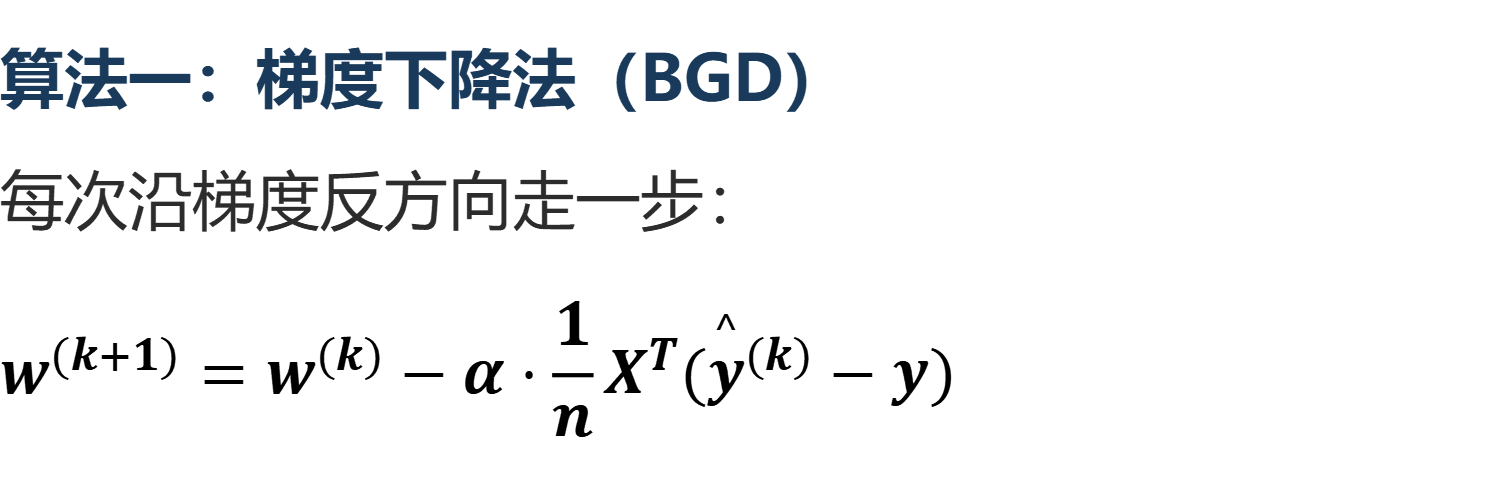 算法一：梯度下降法（BGD）
每次沿梯度反方向走一步：
w^(k+1) = w^(k) − α · 1/n X^T(ŷ^(k) − y)